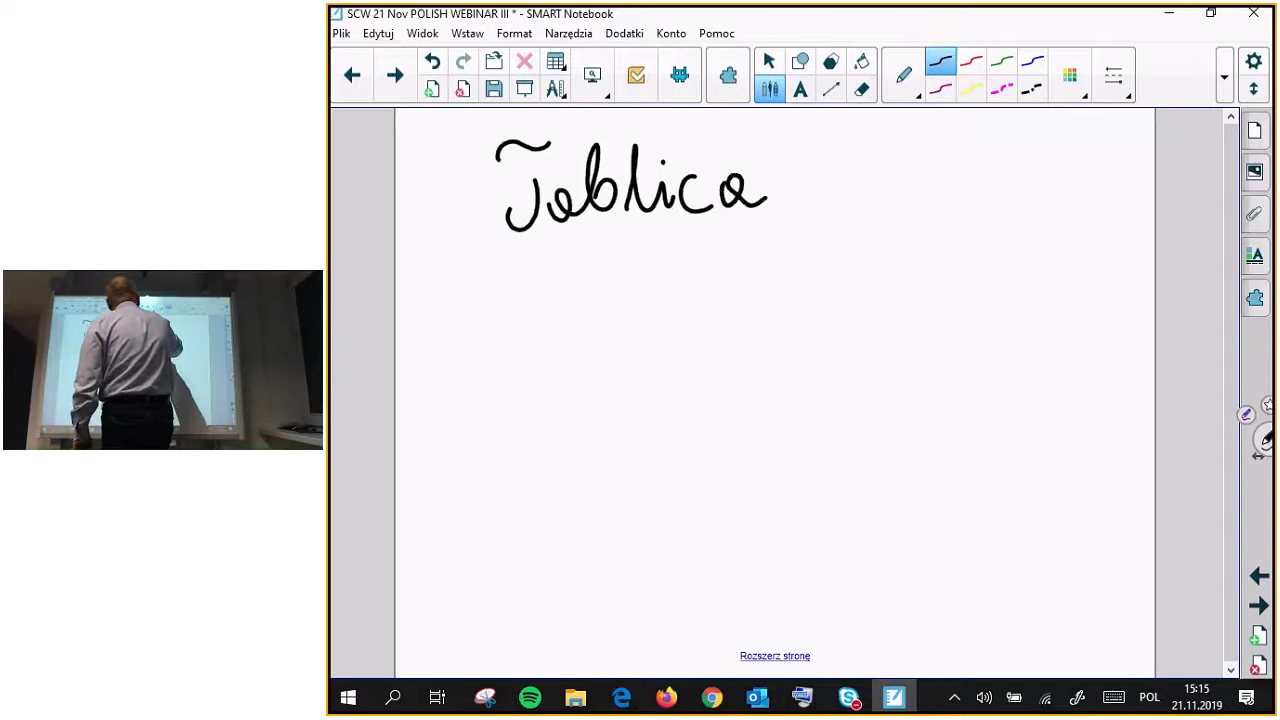 SCW 21 Nov POLISH WEBINAR III * - SMART Notebook
Plik Edytuj Widok Wstaw Format Narzędzia Dodatki Konto Pomoc
Tablica
Rozszerz stronę
POL
15:15
21.11.2019